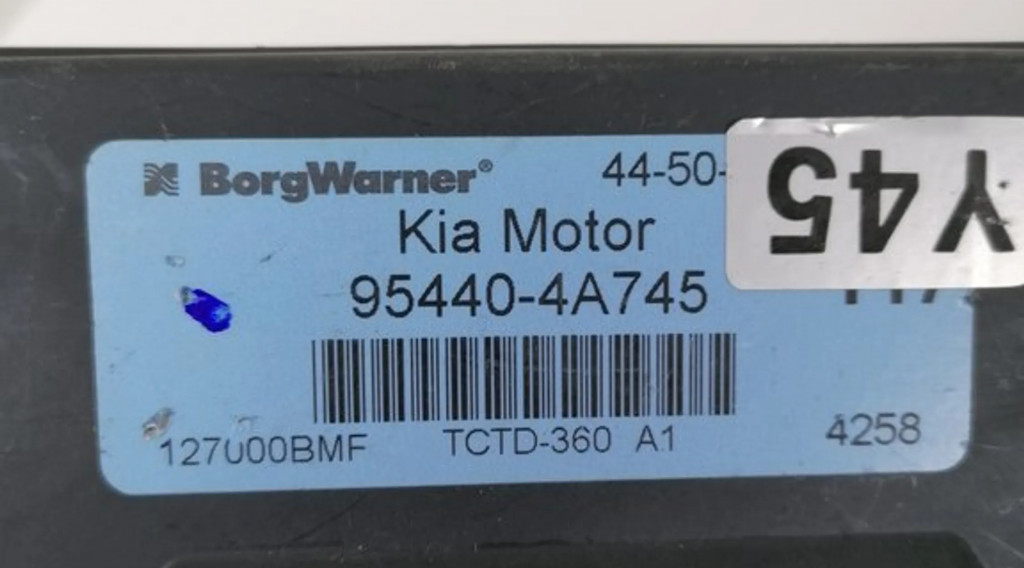 BorgWarner® 44-50-
Kia Motor
95440-4A745
Y45
127000BMF TCTD-360 A1 4258